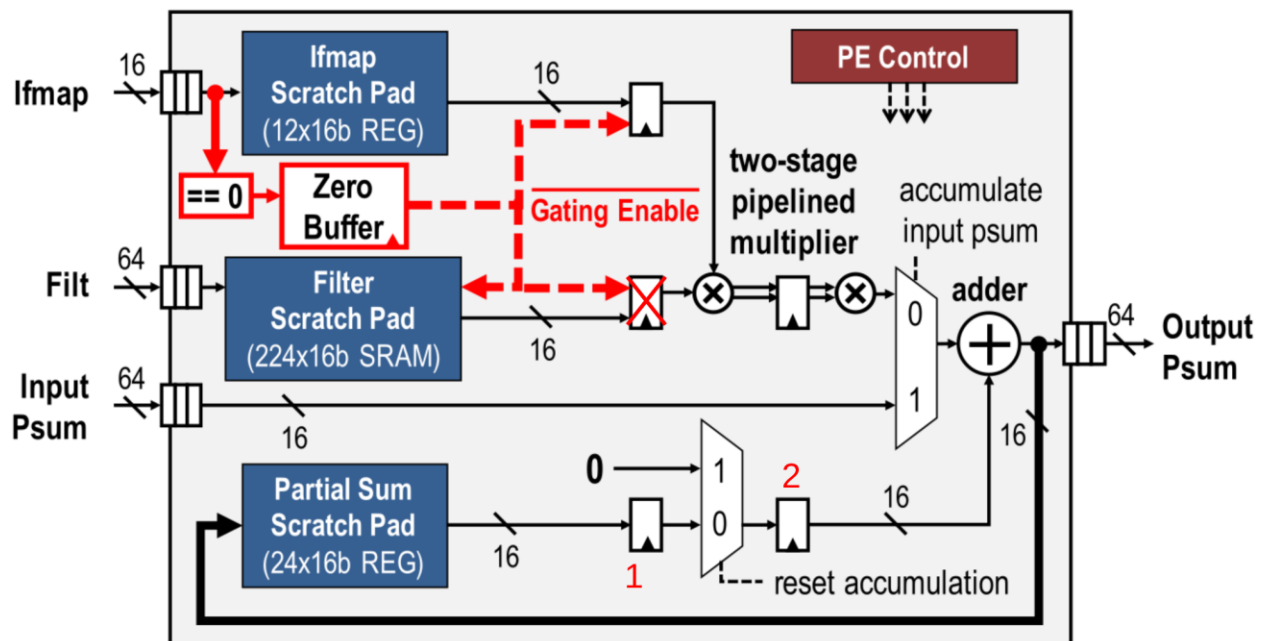 Ifmap
16
Ifmap
Scratch Pad
(12x16b REG)
16
PE Control
== 0
Zero
Buffer
Gating Enable
two-stage
pipelined
multiplier
accumulate
input psum
Filt
64
Filter
Scratch Pad
(224x16b SRAM)
16
×
×
0
1
adder
+
64
Output
Psum
Input
Psum
64
16
16
Partial Sum
Scratch Pad
(24x16b REG)
16
0
1
1
0
2
16
reset accumulation